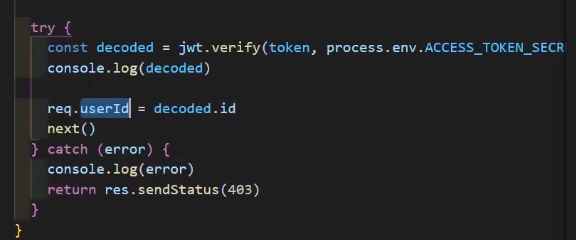 try {
const decoded = jwt.verify(token, process.env.ACCESS_TOKEN_SECR
console.log(decoded)
req.userId = decoded.id
next()
} catch (error) {
console.log(error)
return res.sendStatus(403)
}
}